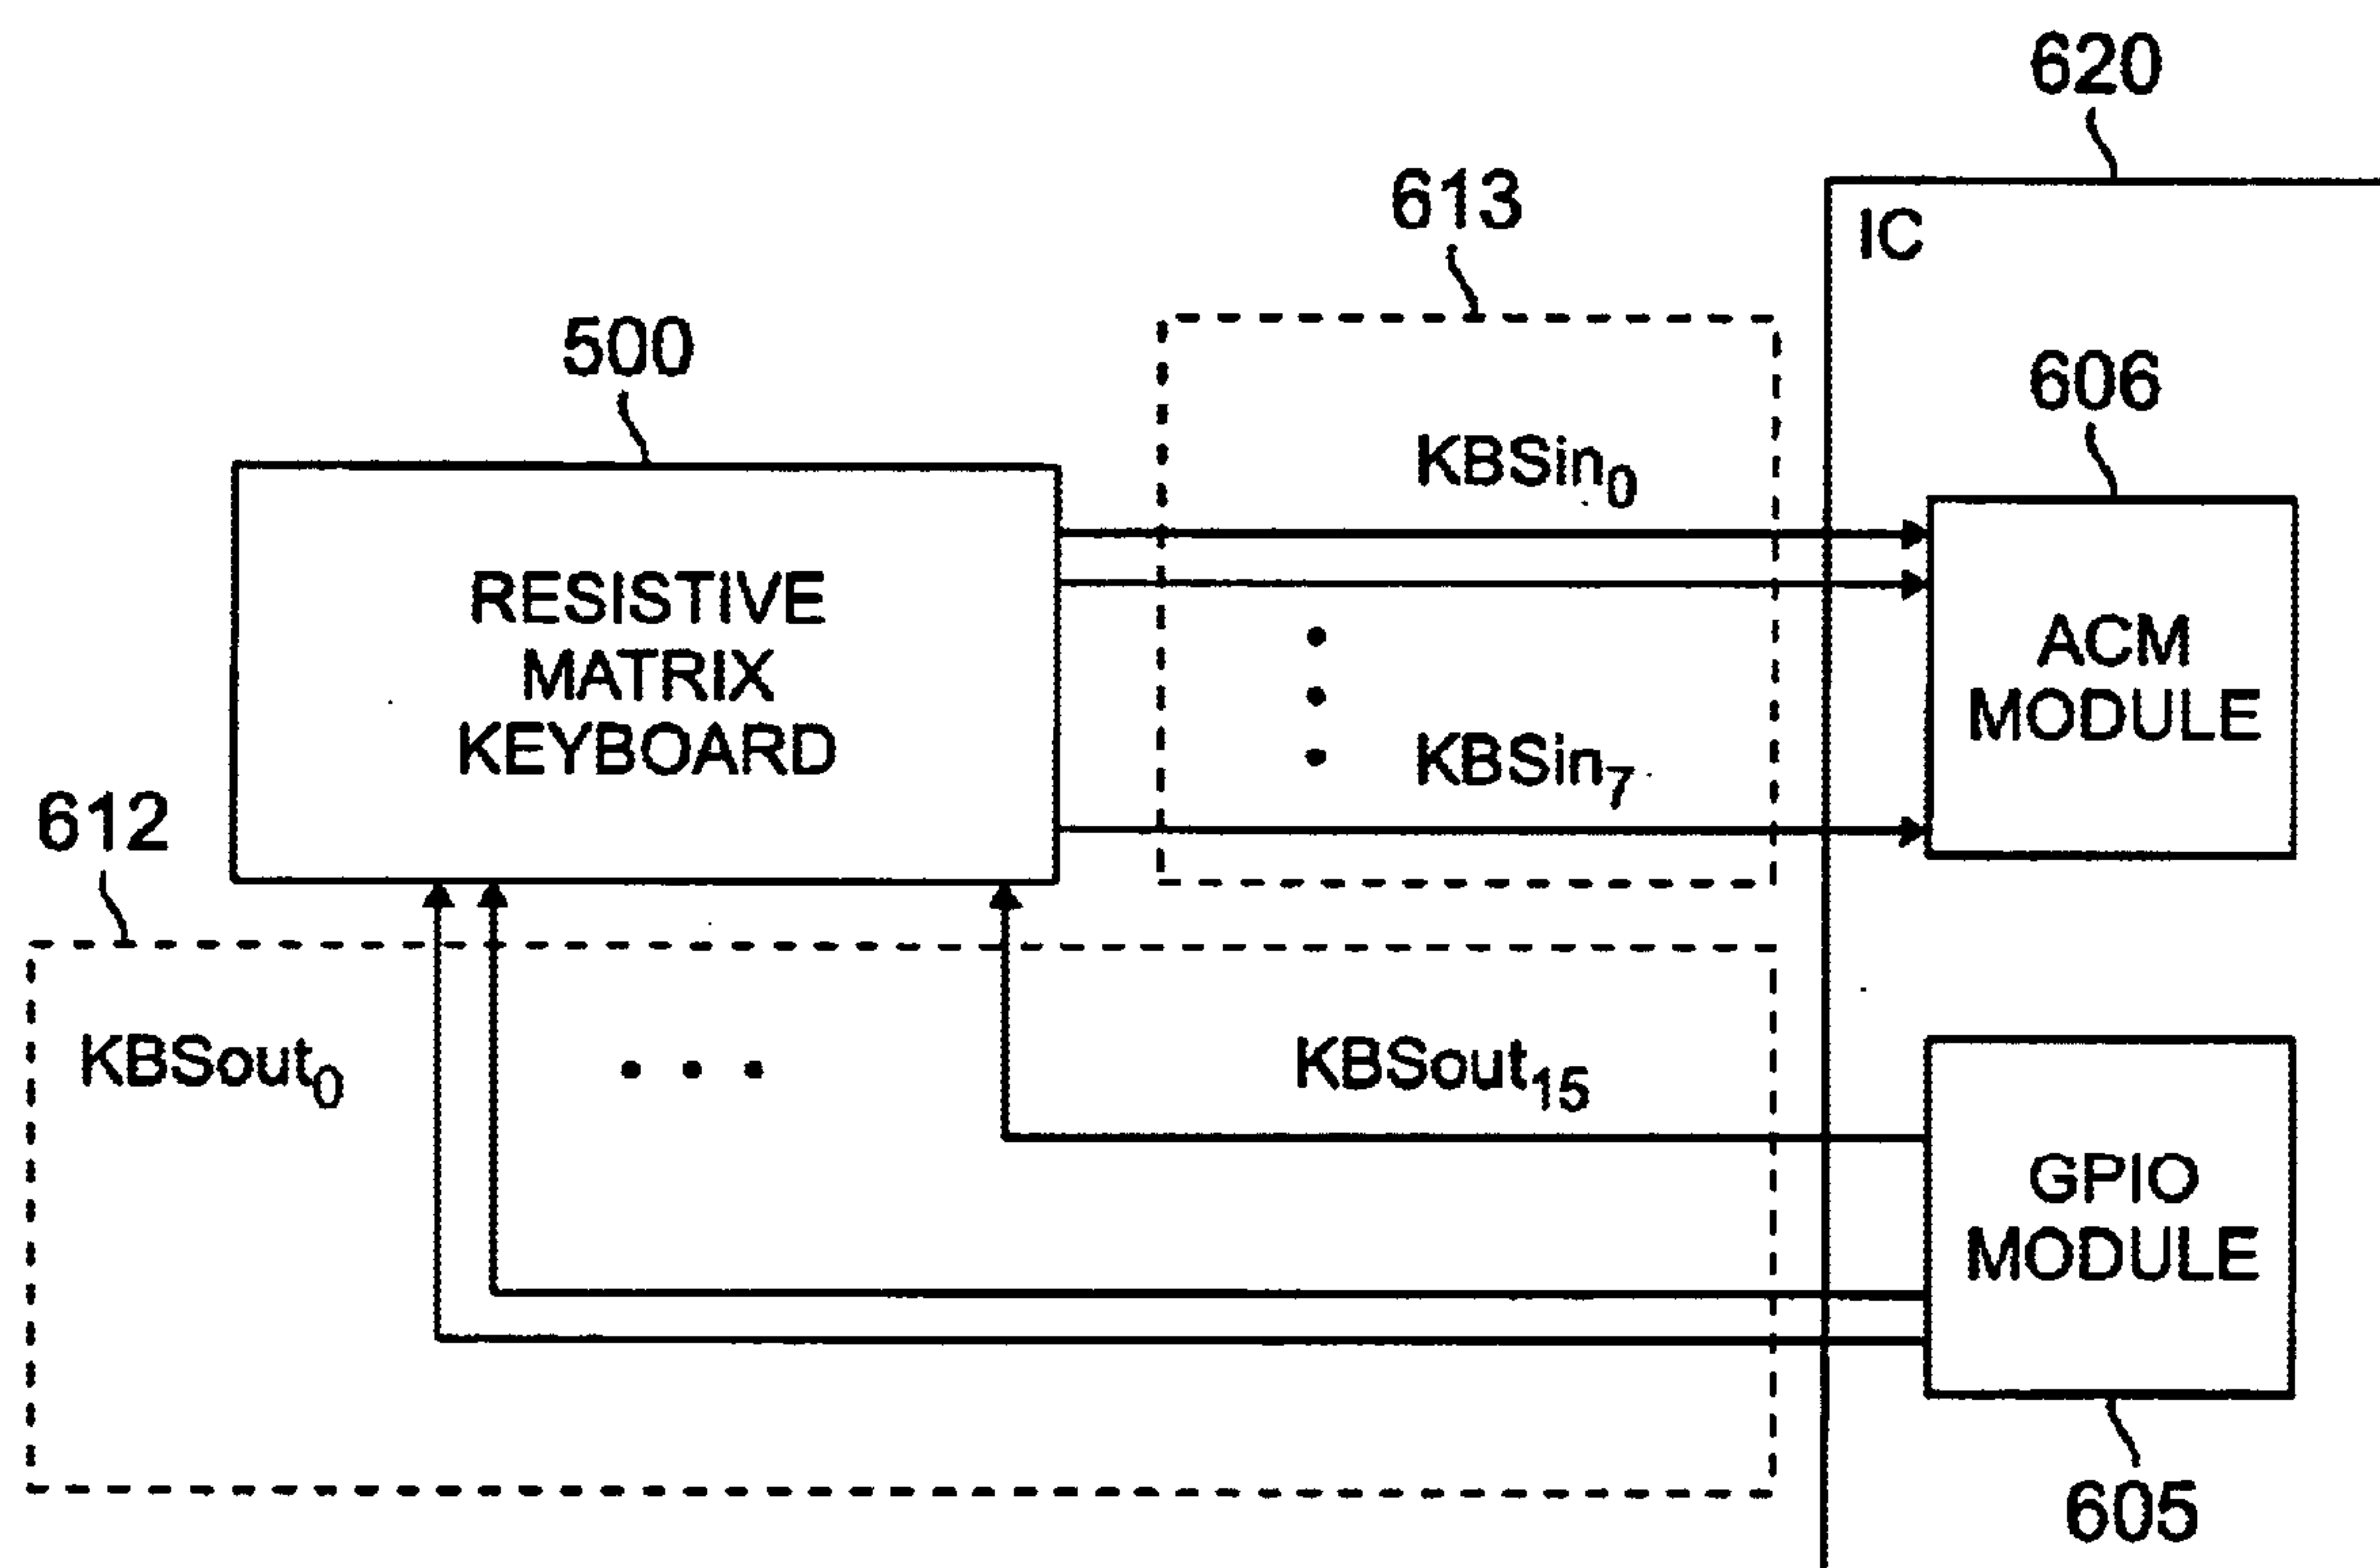 620
613
IC
500
606
KBSin0
RESISTIVE
MATRIX
KEYBOARD
ACM
MODULE
KBSin7
612
KBSout0
KBSout15
GPIO
MODULE
605